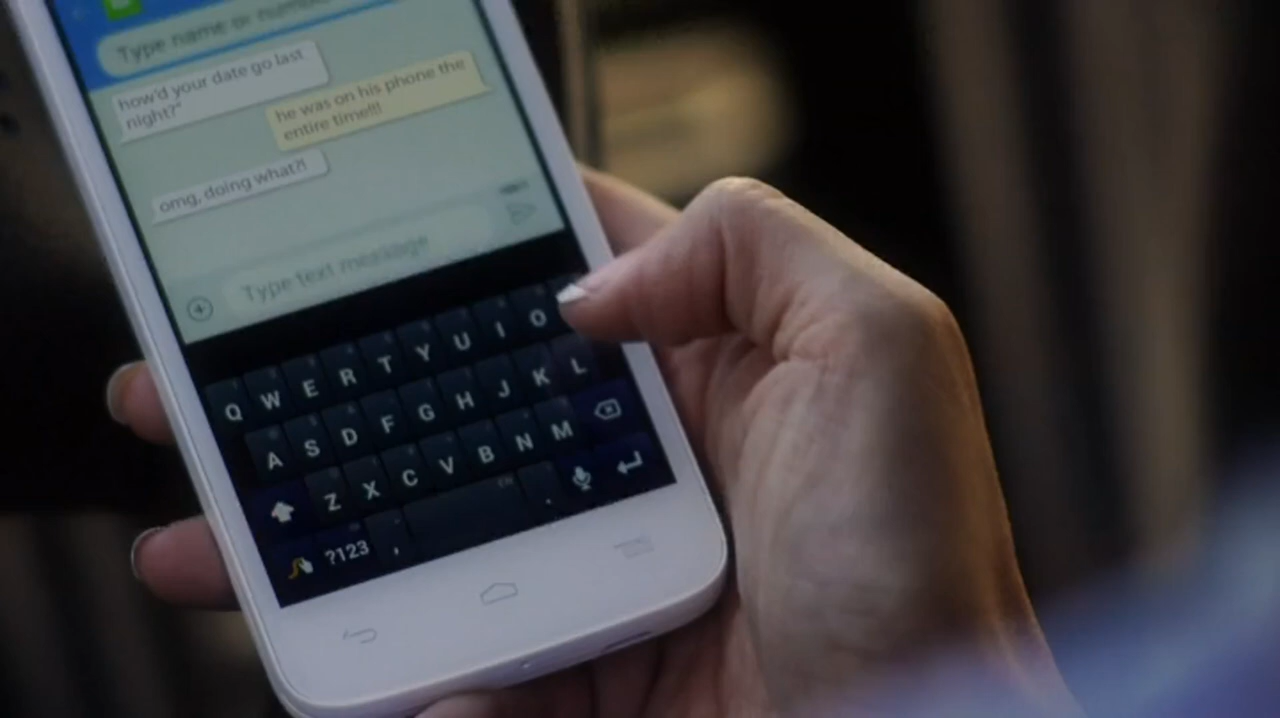 Type name or number
how'd your date go last
night?"
he was on his phone the
entire time!!!
omg, doing what?!
Type text message
Q W E R T Y U I O
A S D F G H J K L
Z X C V B N M
?123 , .